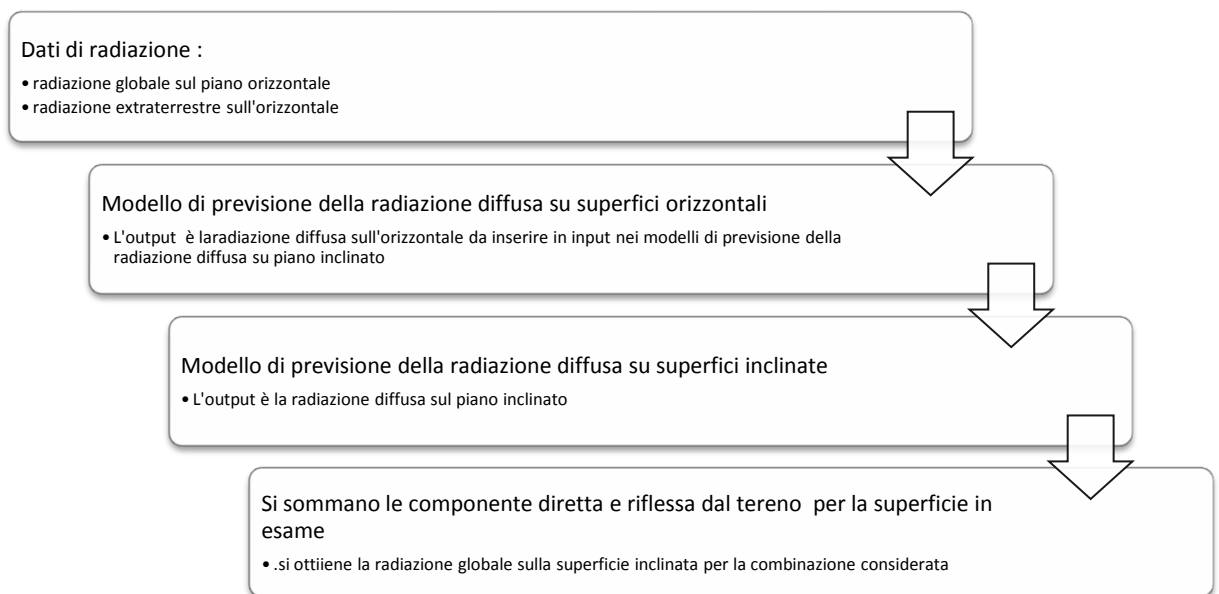 Dati di radiazione :
• radiazione globale sul piano orizzontale
• radiazione extraterrestre sull'orizzontale
Modello di previsione della radiazione diffusa su superfici orizzontali
• L'output è laradiazione diffusa sull'orizzontale da inserire in input nei modelli di previsione della
radiazione diffusa su piano inclinato
Modello di previsione della radiazione diffusa su superfici inclinate
• L'output è la radiazione diffusa sul piano inclinato
Si sommano le componente diretta e riflessa dal tereno per la superficie in
esame
• .si ottiiene la radiazione globale sulla superficie inclinata per la combinazione considerata